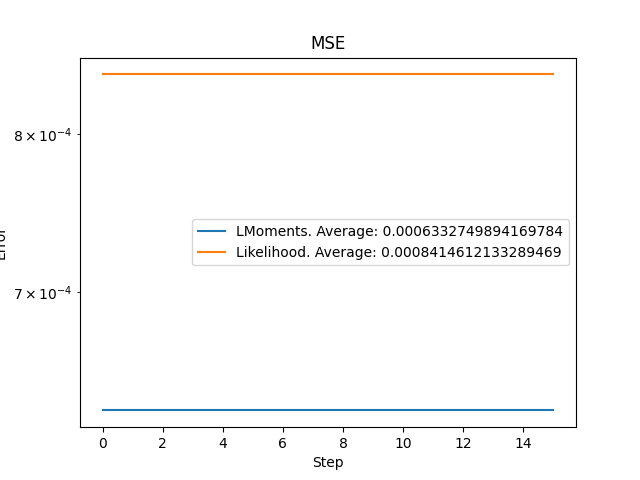 MSE
8 × 10⁻⁴
7 × 10⁻⁴
Error
LMoments. Average: 0.0006332749894169784
Likelihood. Average: 0.0008414612133289469
0 2 4 6 8 10 12 14
Step